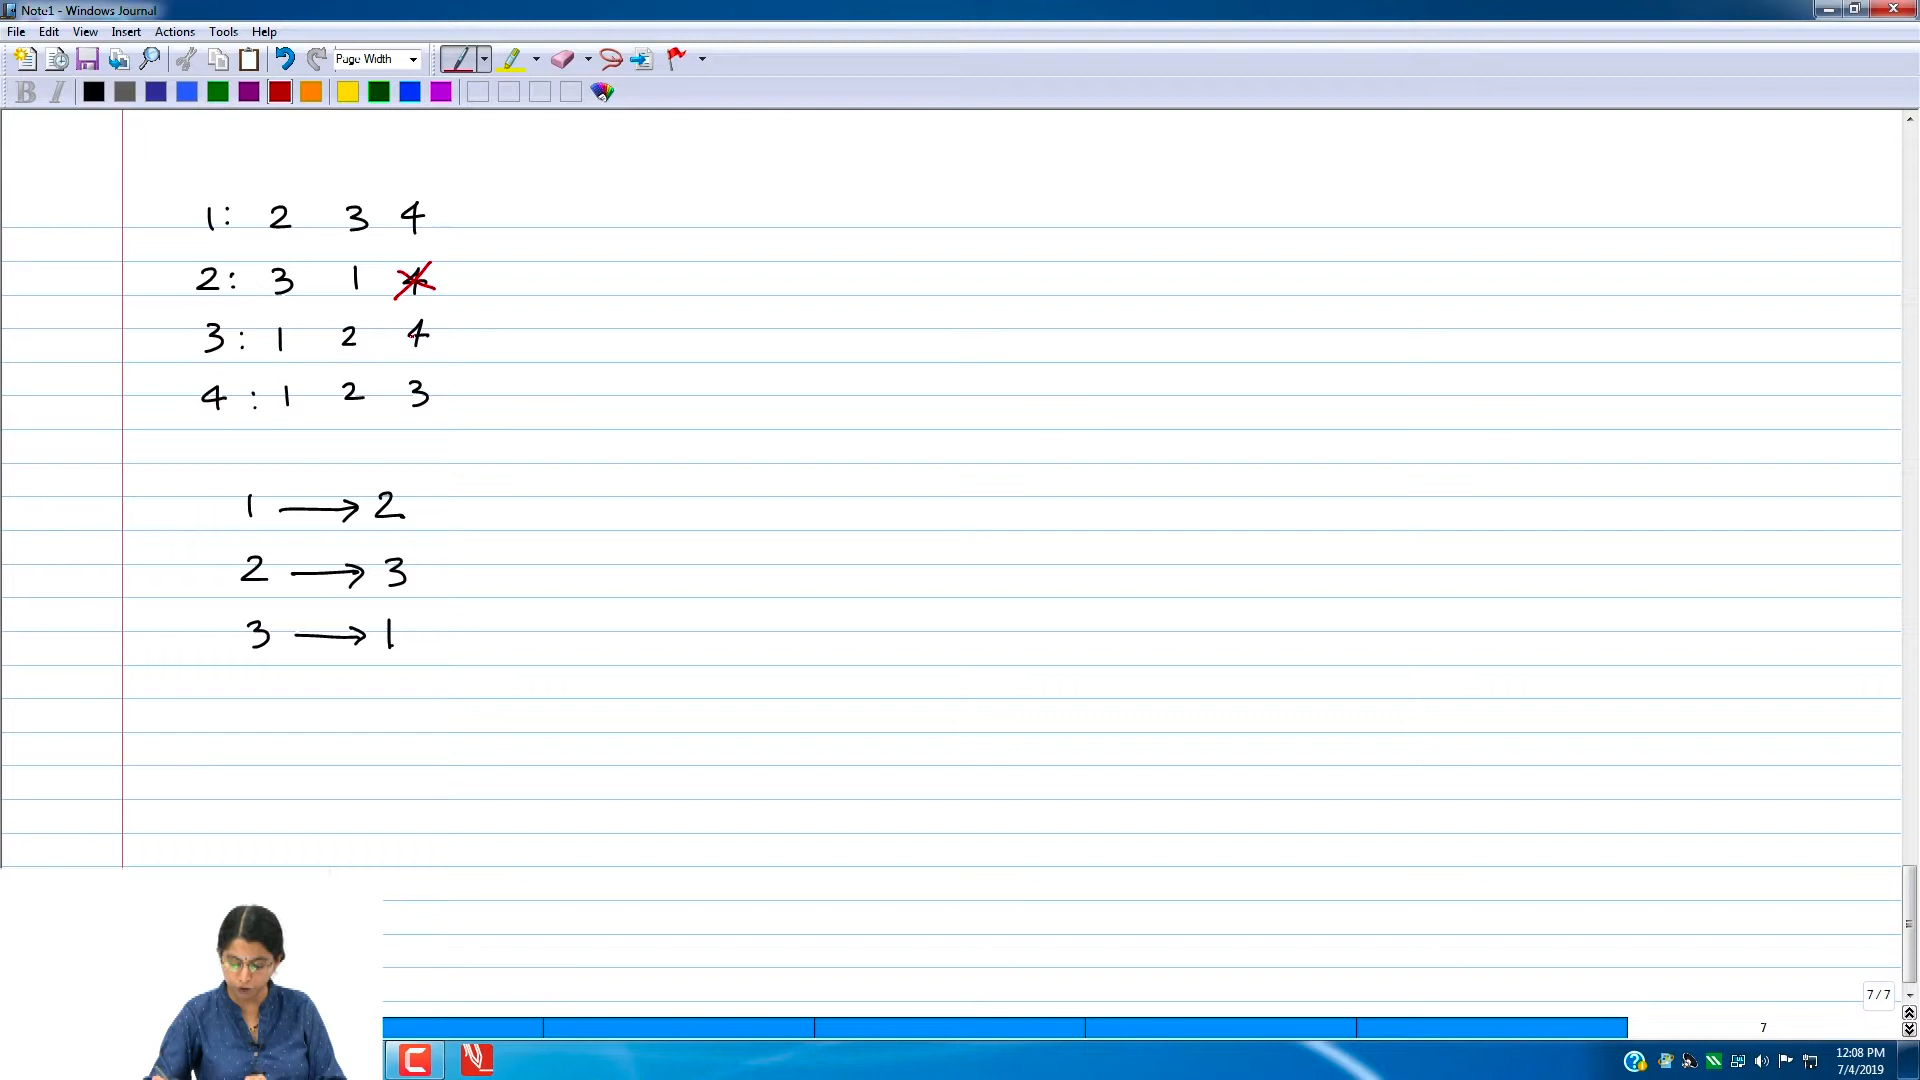 Note1 - Windows Journal
File Edit View Insert Actions Tools Help
Page Width
B I
1: 2 3 4
2: 3 1 4
3: 1 2 4
4: 1 2 3
1 → 2
2 → 3
3 → 1
7 / 7
7
12:08 PM
7/4/2019